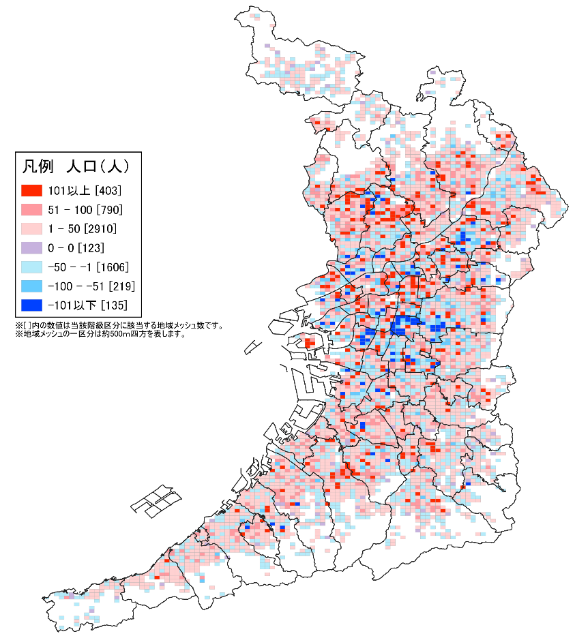 凡例 人口(人)
101以上 [403]
51 - 100 [790]
1 - 50 [2910]
0 - 0 [123]
-50 - -1 [1606]
-100 - -51 [219]
-101以下 [135]
※[ ]内の数値は当該階級区分に該当する地域メッシュ数です。
※地域メッシュの一区分は約500m四方を表します。